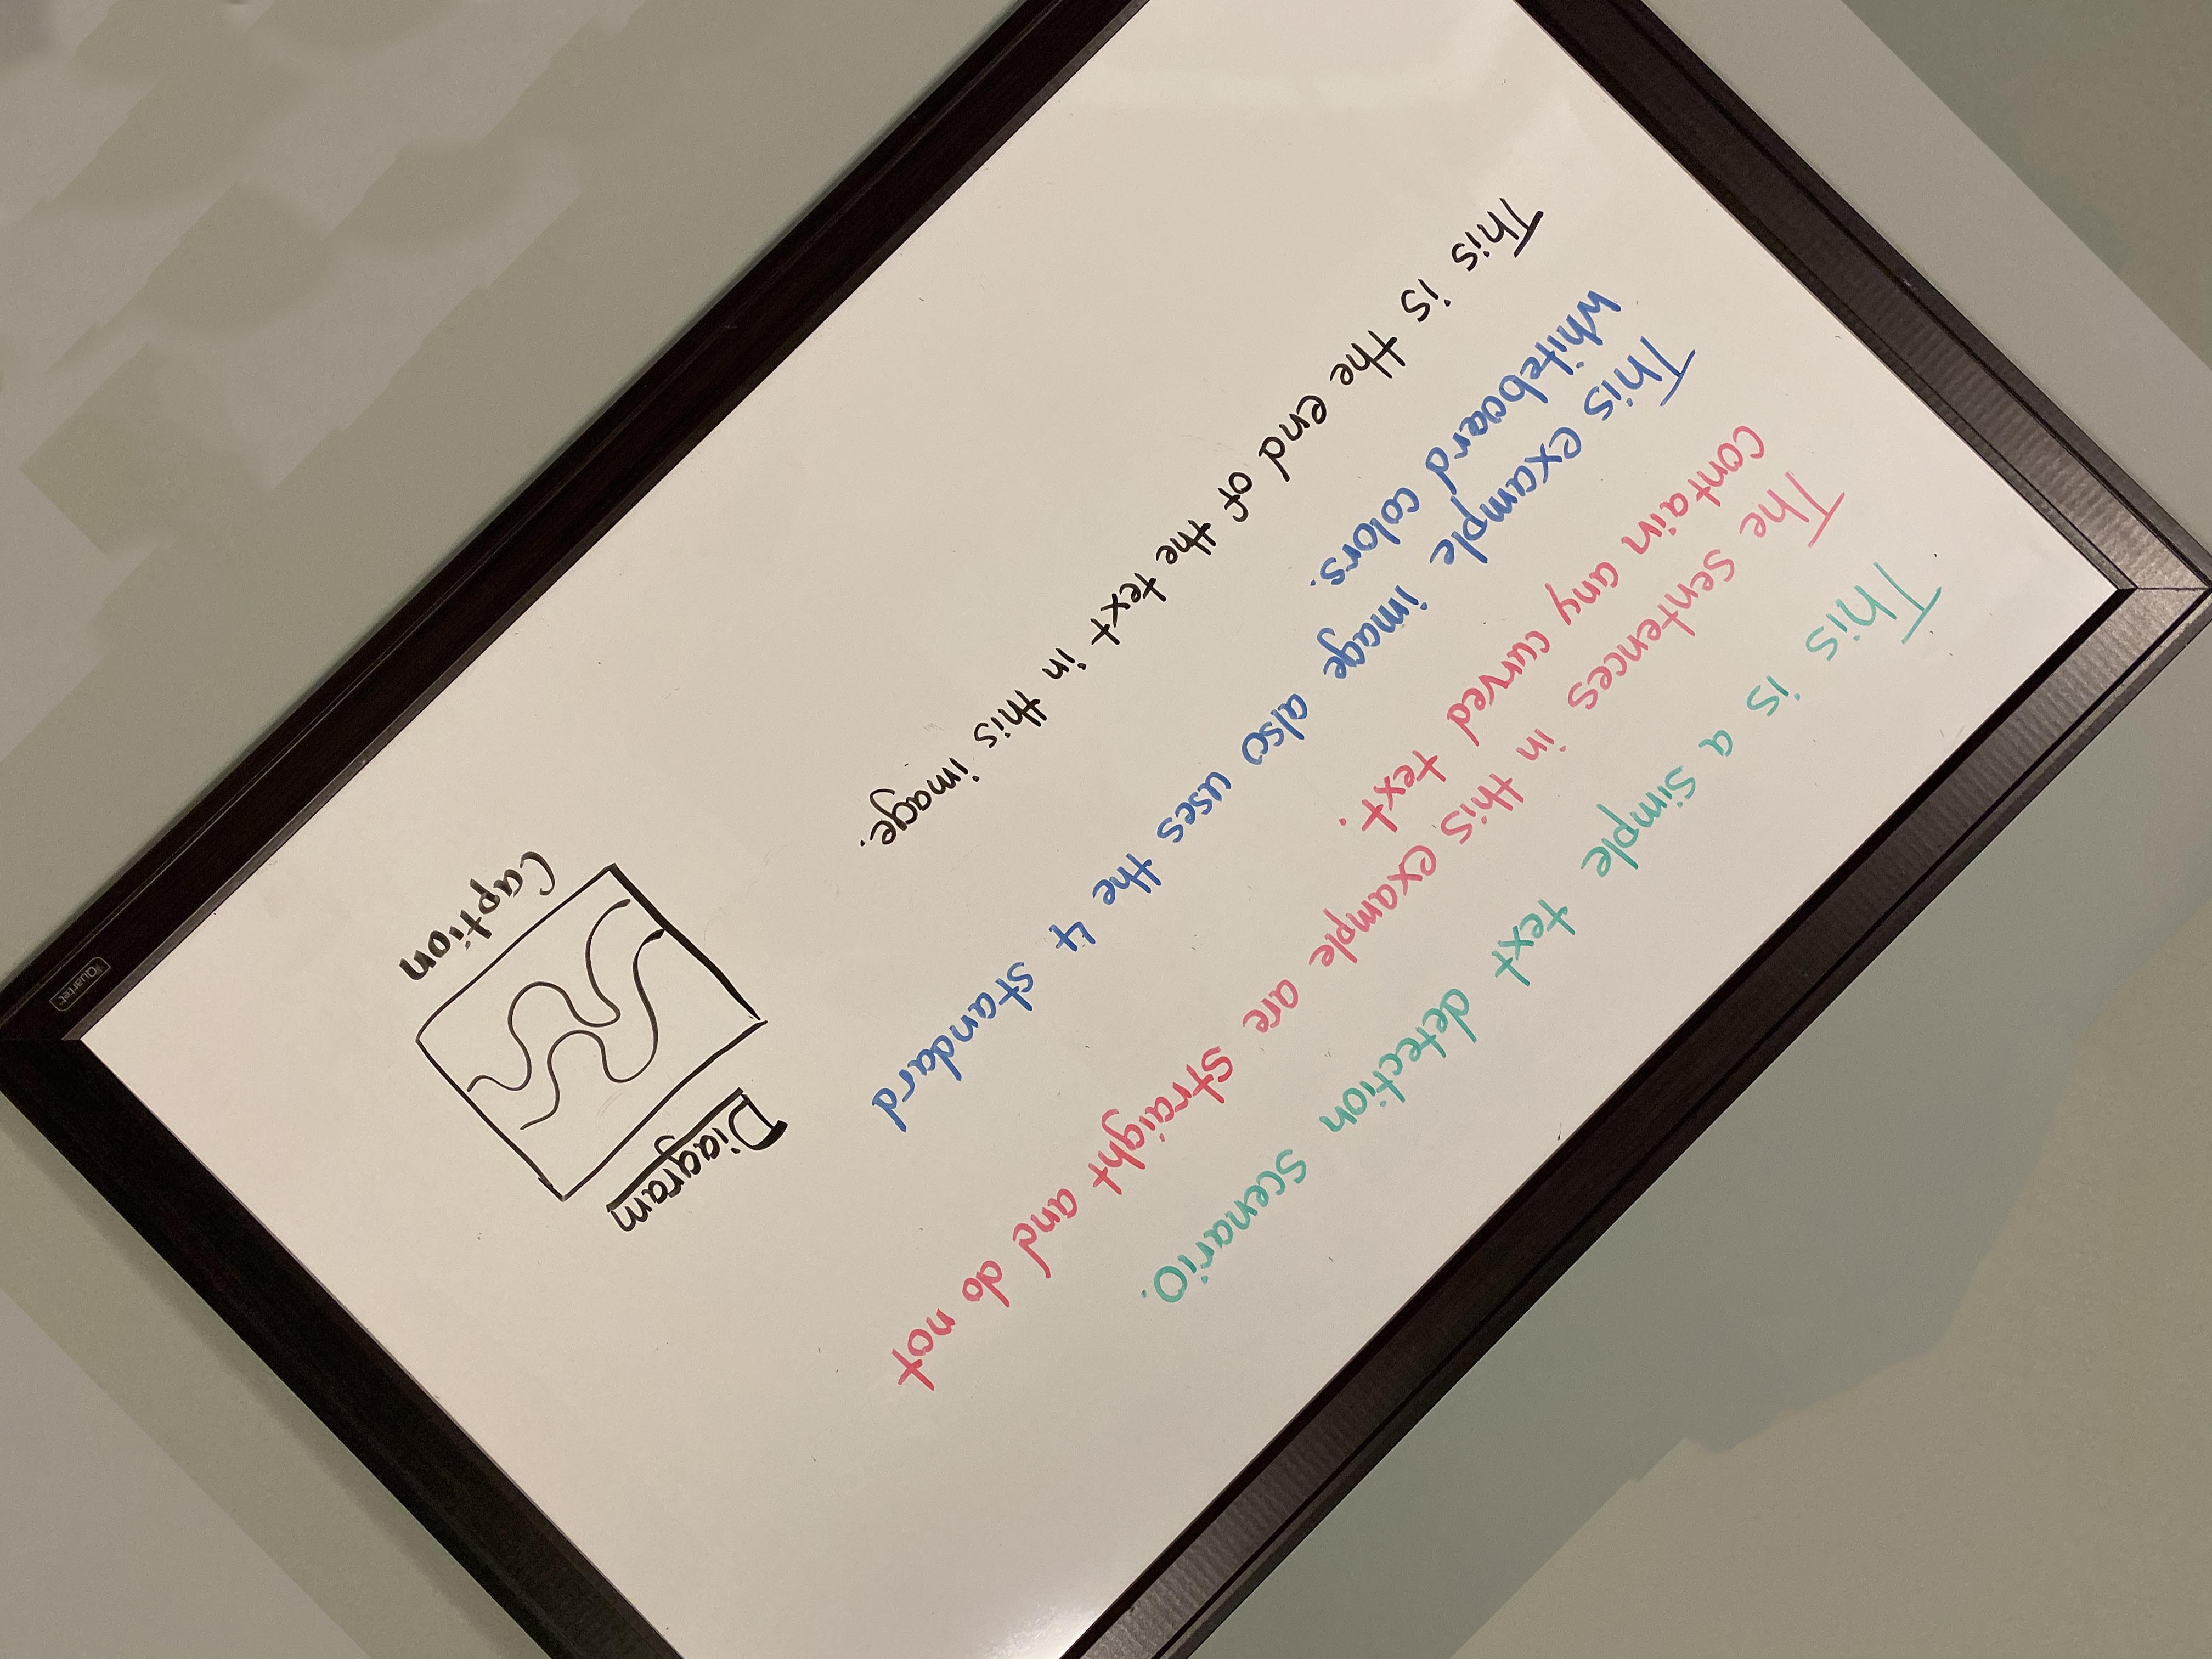 This is a simple text detection scenario.
The sentences in this example are straight and do not
contain any curved text.
This example image also uses the 4 standard
whiteboard colors.
This is the end of the text in this image.
Diagram
Caption
Quartet